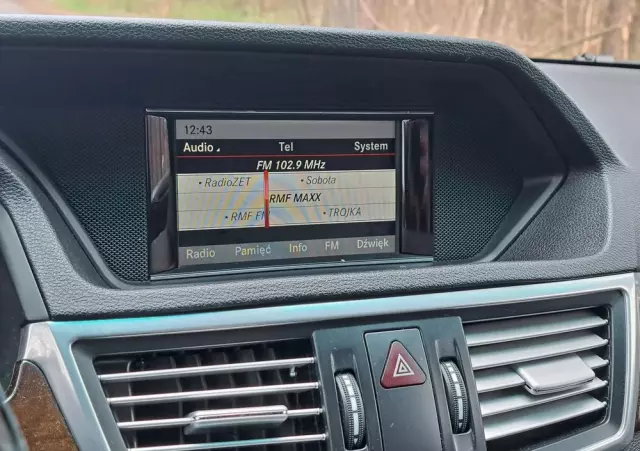 12:43
Audio Tel System
FM 102.9 MHz
• RadioZET • Sobota
RMF MAXX
• RMF FM • TROJKA
Radio Pamięć Info FM Dźwięk